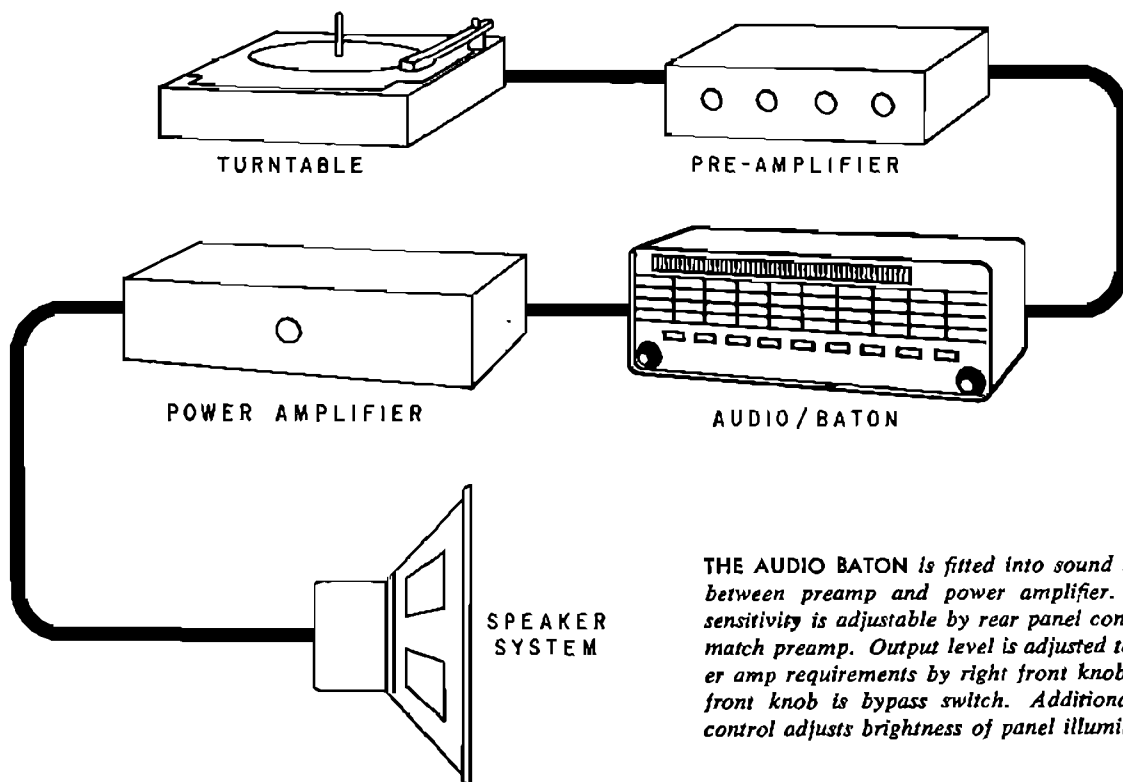 TURNTABLE
PRE-AMPLIFIER
POWER AMPLIFIER
AUDIO/BATON
SPEAKER
SYSTEM
THE AUDIO BATON is fitted into sound
between preamp and power amplifier.
sensitivity is adjustable by rear panel
match preamp. Output level is adjusted
er amp requirements by right front knob
front knob is bypass switch.
control adjusts brightness of panel